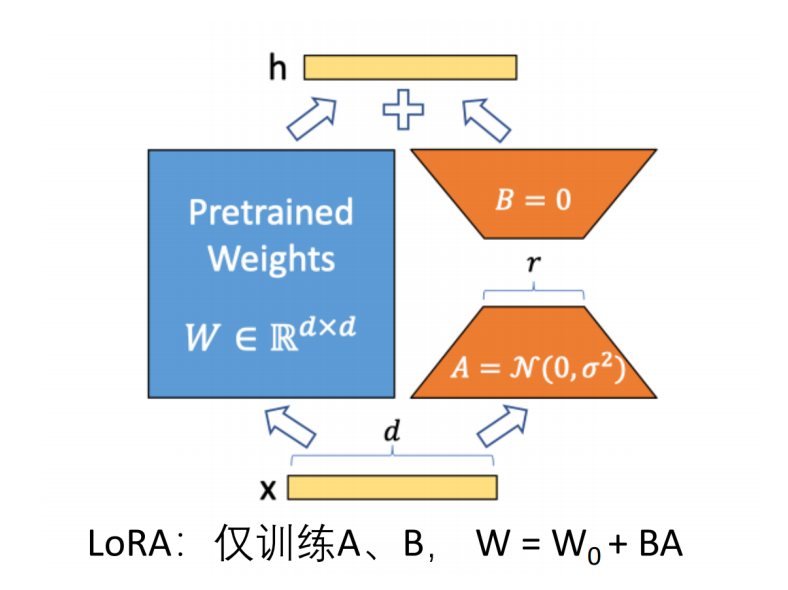 h
Pretrained
Weights
W ∈ ℝ^{d×d}
B = 0
r
A = 𝒩(0, σ²)
d
x
LoRA： 仅训练A、B， W = W₀ + BA